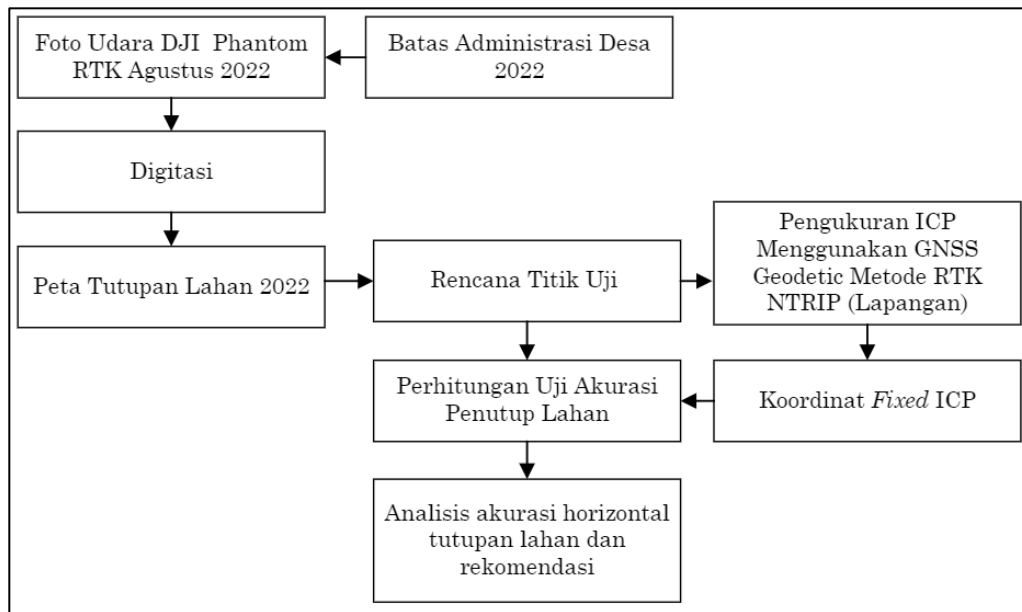 Foto Udara DJI Phantom
RTK Agustus 2022
Batas Administrasi Desa
2022
Digitasi
Peta Tutupan Lahan 2022
Rencana Titik Uji
Pengukuran ICP
Menggunakan GNSS
Geodetic Metode RTK
NTRIP (Lapangan)
Perhitungan Uji Akurasi
Penutup Lahan
Koordinat Fixed ICP
Analisis akurasi horizontal
tutupan lahan dan
rekomendasi